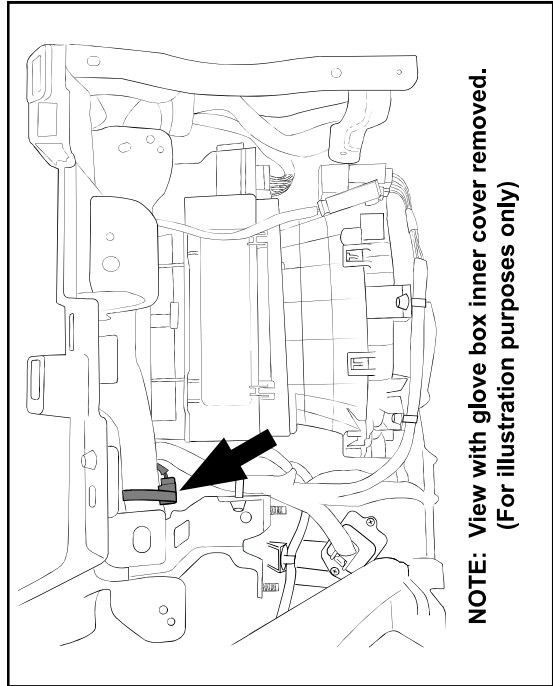 NOTE: View with glove box inner cover removed.
(For illustration purposes only)